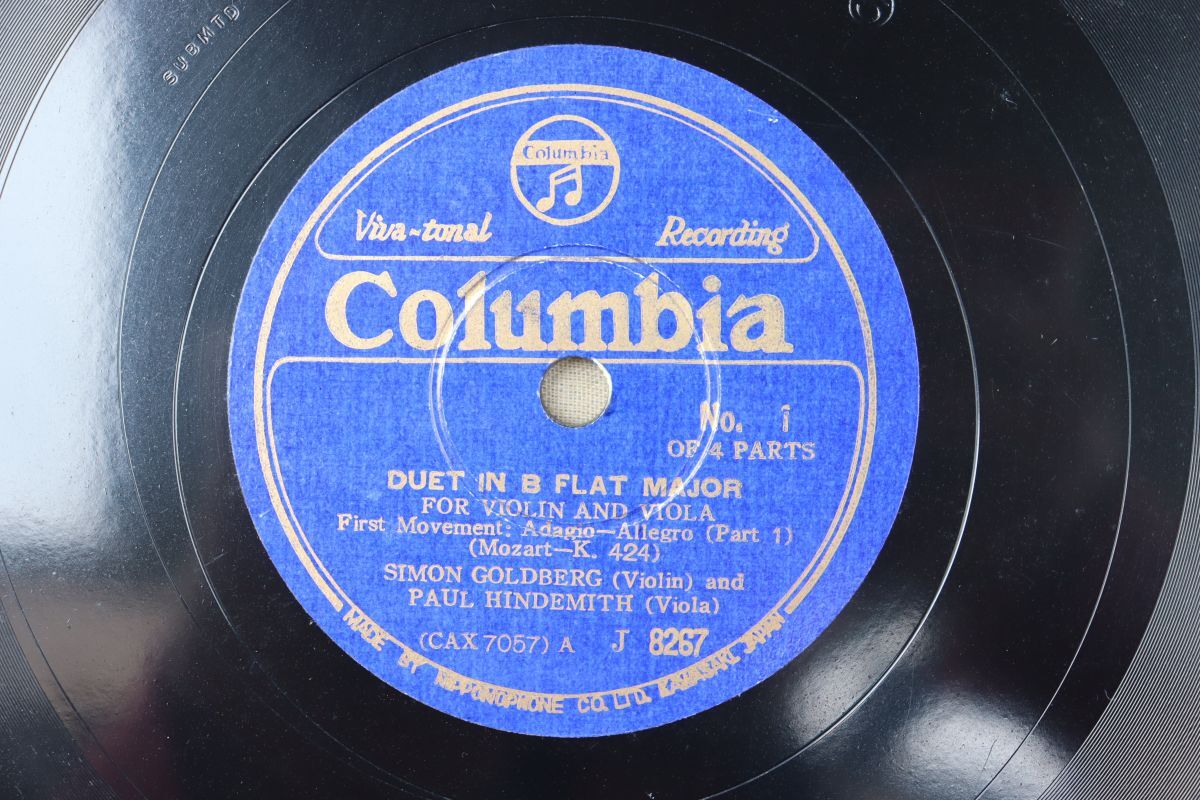 SUBMTD
C
Columbia
Viva-tonal Recording
Columbia
No. 1
OF 4 PARTS
DUET IN B FLAT MAJOR
FOR VIOLIN AND VIOLA
First Movement: Adagio—Allegro (Part 1)
(Mozart—K. 424)
SIMON GOLDBERG (Violin) and
PAUL HINDEMITH (Viola)
(CAX 7057) A J 8267
MADE BY NIPPONOPHONE CO., LTD. KAWASAKI, JAPAN